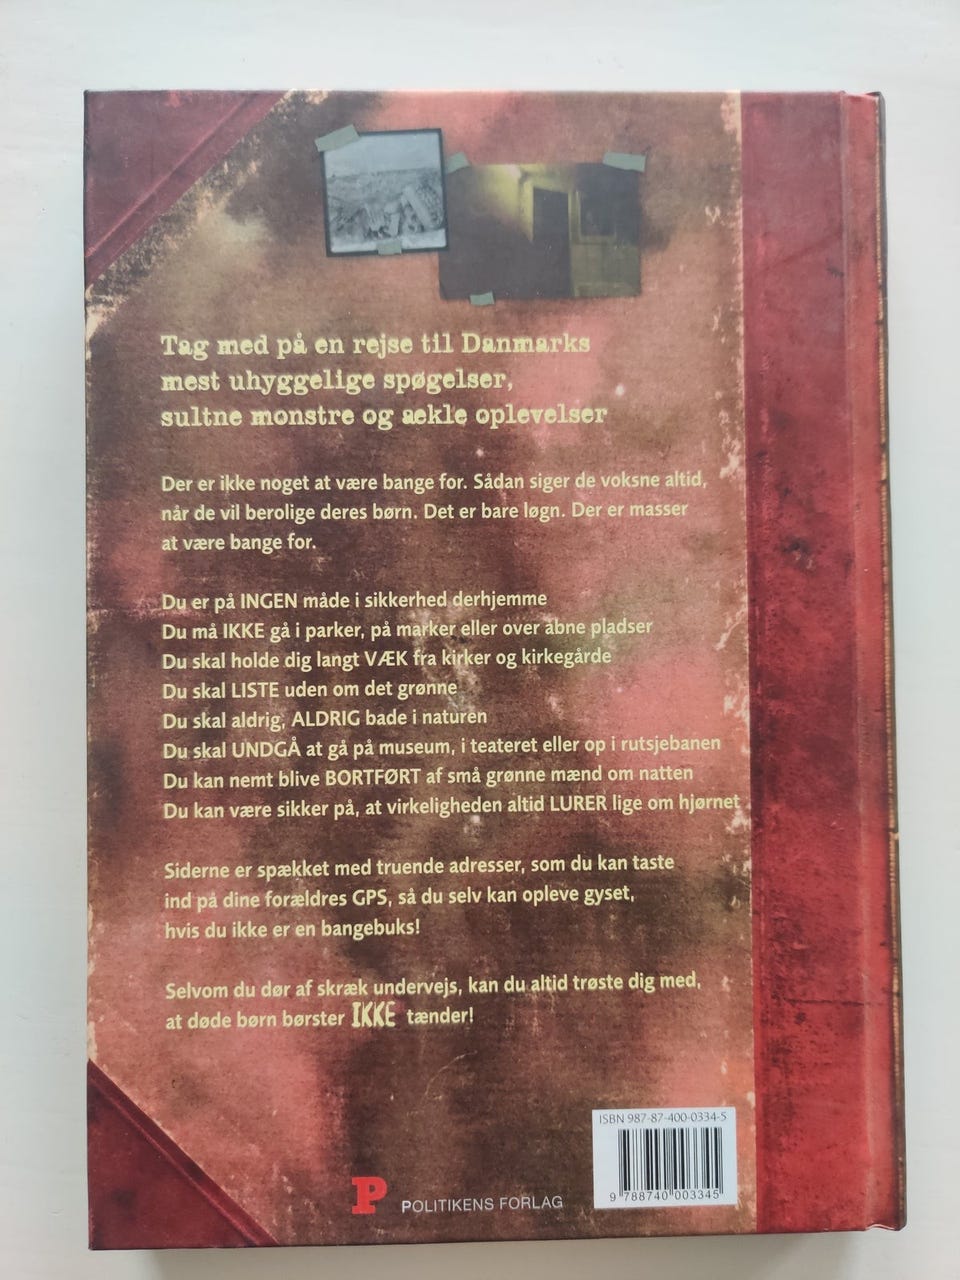 Tag med på en rejse til Danmarks
mest uhyggelige spøgelser,
sultne monstre og ækle oplevelser
Der er ikke noget at være bange for. Sådan siger de voksne altid,
når de vil berolige deres børn. Det er bare løgn. Der er masser
at være bange for.
Du er på INGEN måde i sikkerhed derhjemme
Du må IKKE gå i parker, på marker eller over åbne pladser
Du skal holde dig langt VÆK fra kirker og kirkegårde
Du skal LISTE uden om det grønne
Du skal aldrig, ALDRIG bade i naturen
Du skal UNDGÅ at gå på museum, i teateret eller op i rutsjebanen
Du kan nemt blive BORTFØRT af små grønne mænd om natten
Du kan være sikker på, at virkeligheden altid LURER lige om hjørnet
Siderne er spækket med truende adresser, som du kan taste
ind på dine forældres GPS, så du selv kan opleve gyset,
hvis du ikke er en bangebuks!
Selvom du dør af skræk undervejs, kan du altid trøste dig med,
at døde børn børster IKKE tænder!
ISBN 987-87-400-0334-5
9 788740 003345
P POLITIKENS FORLAG